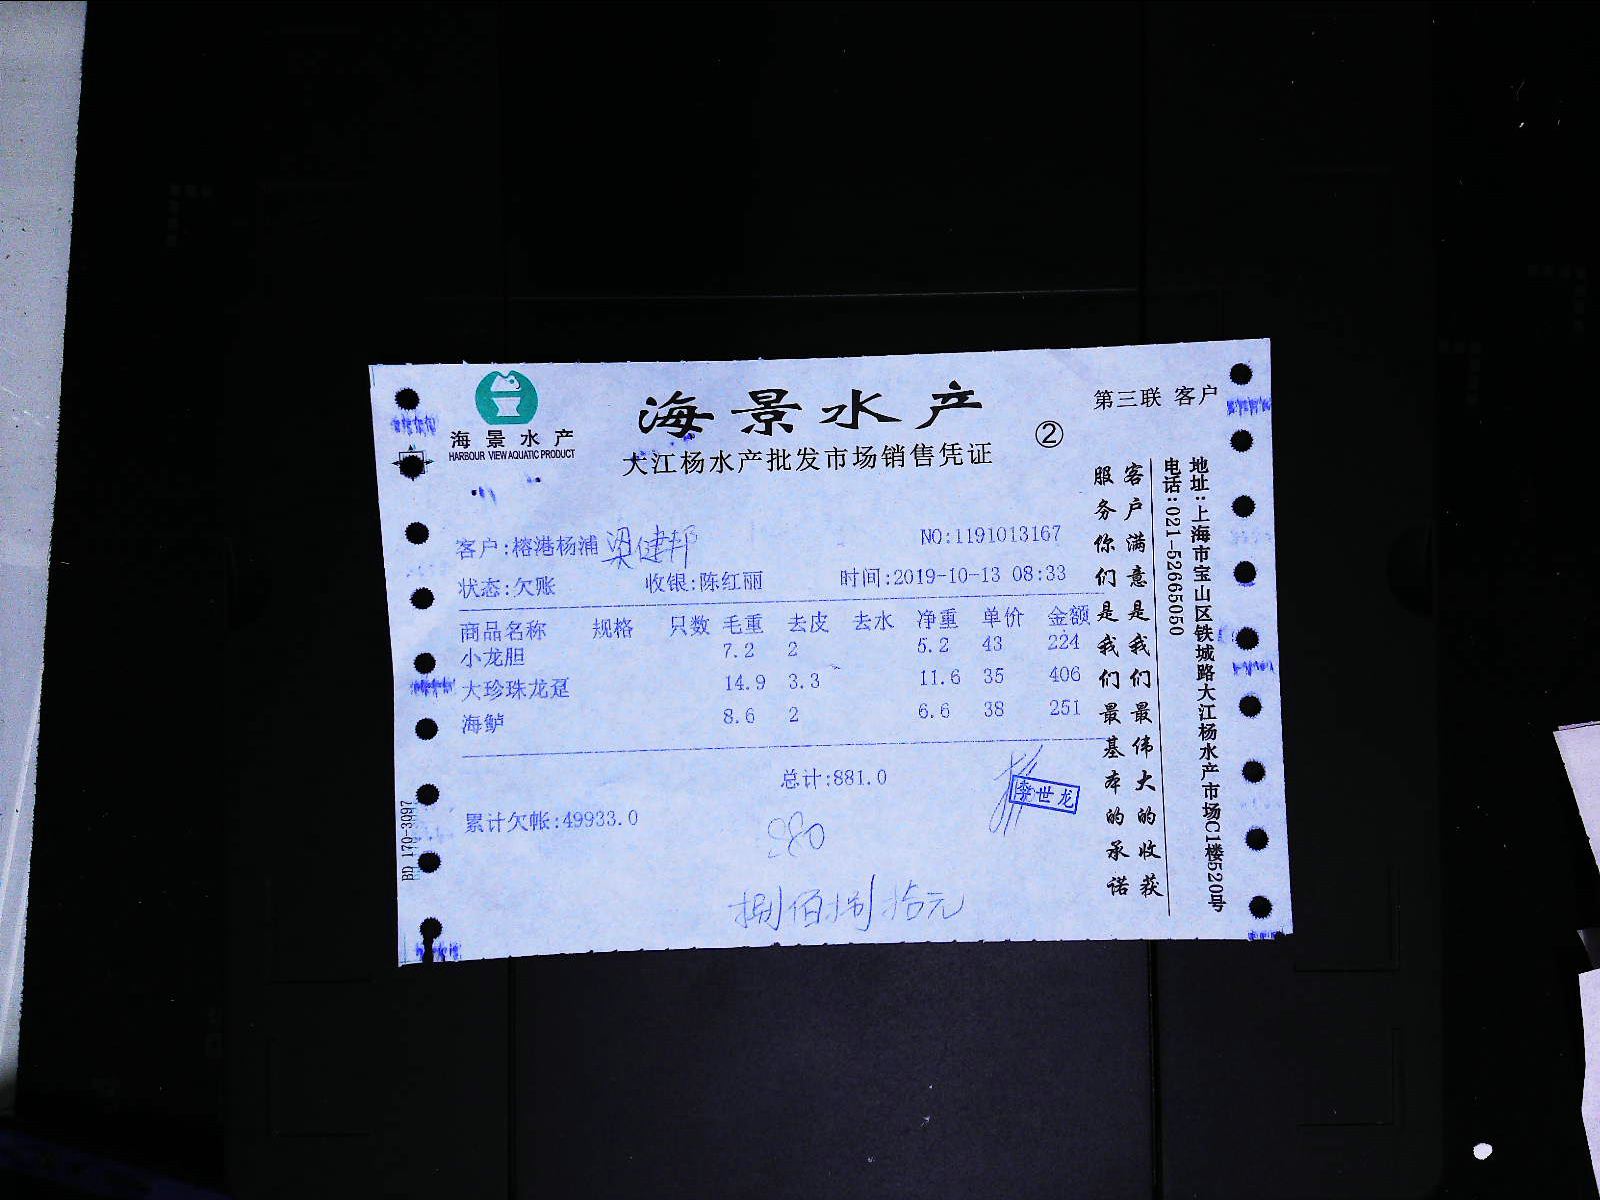 海景水产
HARBOUR VIEW AQUATIC PRODUCT
海景水产
大江杨水产批发市场销售凭证
②
第三联 客户
客户:榕港杨浦 梁健邦
NO:1191013167
状态:欠账 收银:陈红丽 时间:2019-10-13 08:33
商品名称 规格 只数 毛重 去皮 去水 净重 单价 金额
小龙胆 7.2 2 5.2 43 224
大珍珠龙趸 14.9 3.3 11.6 35 406
海鲈 8.6 2 6.6 38 251
总计:881.0
李世龙
累计欠帐:49933.0
880
捌佰捌拾元
客户满意是我们最伟大的收获
服务你们是我们最基本的承诺
地址:上海市宝山区铁城路大江杨水产市场C1楼520号
电话:021-52665050
BD 170-3097